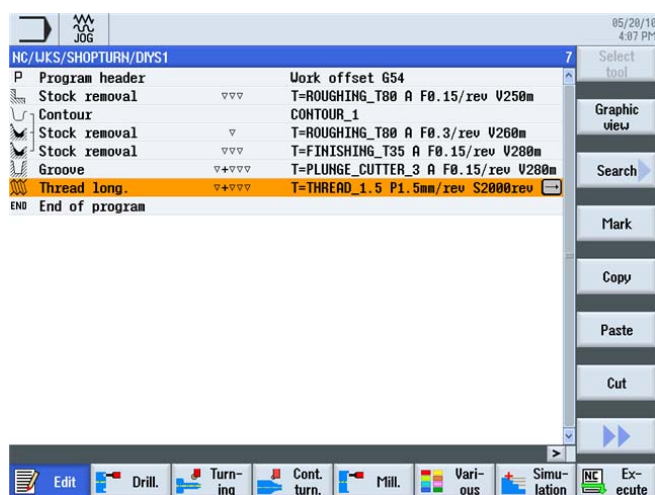 JOG
05/20/10
4:07 PM
NC/WKS/SHOPTURN/DIYS1 7
P Program header Work offset G54
Stock removal ▿▿▿ T=ROUGHING_T80 A F0.15/rev V250m
Contour CONTOUR_1
Stock removal ▿ T=ROUGHING_T80 A F0.3/rev V260m
Stock removal ▿▿▿ T=FINISHING_T35 A F0.15/rev V280m
Groove ▿+▿▿▿ T=PLUNGE_CUTTER_3 A F0.15/rev V280m
Thread long. ▿+▿▿▿ T=THREAD_1.5 P1.5mm/rev S2000rev
END End of program
Select
tool
Graphic
view
Search
Mark
Copy
Paste
Cut
Edit
Drill.
Turn-
ing
Cont.
turn.
Mill.
Vari-
ous
Simu-
lation
NC
Ex-
ecute